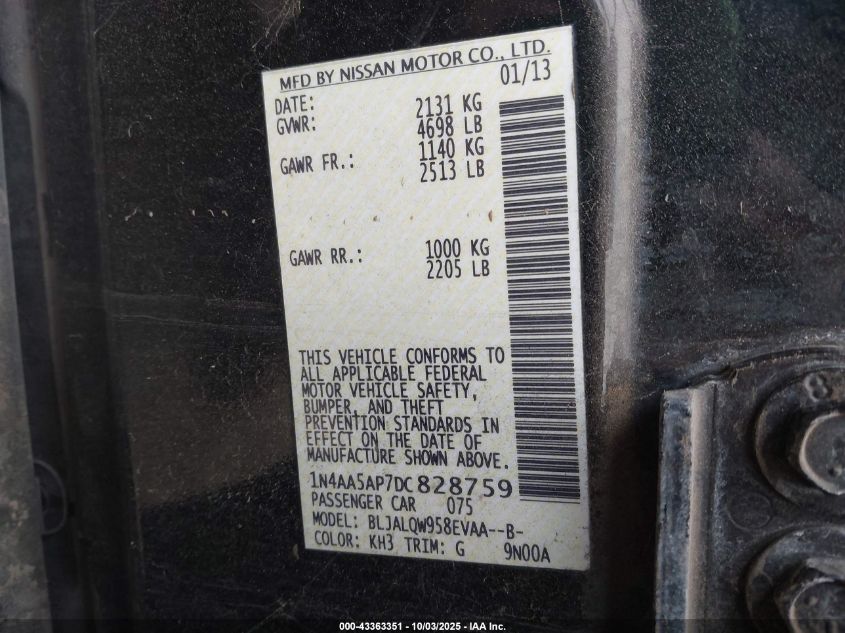 MFD BY NISSAN MOTOR CO., LTD.
DATE: 01/13
GVWR: 2131 KG
4698 LB
GAWR FR.: 1140 KG
2513 LB
GAWR RR.: 1000 KG
2205 LB
THIS VEHICLE CONFORMS TO
ALL APPLICABLE FEDERAL
MOTOR VEHICLE SAFETY,
BUMPER, AND THEFT
PREVENTION STANDARDS IN
EFFECT ON THE DATE OF
MANUFACTURE SHOWN ABOVE.
1N4AA5AP7DC828759
PASSENGER CAR 075
MODEL: BLJALQW958EVAA--B-
COLOR: KH3 TRIM: G 9N00A
000-43363351 - 10/03/2025 - IAA Inc.